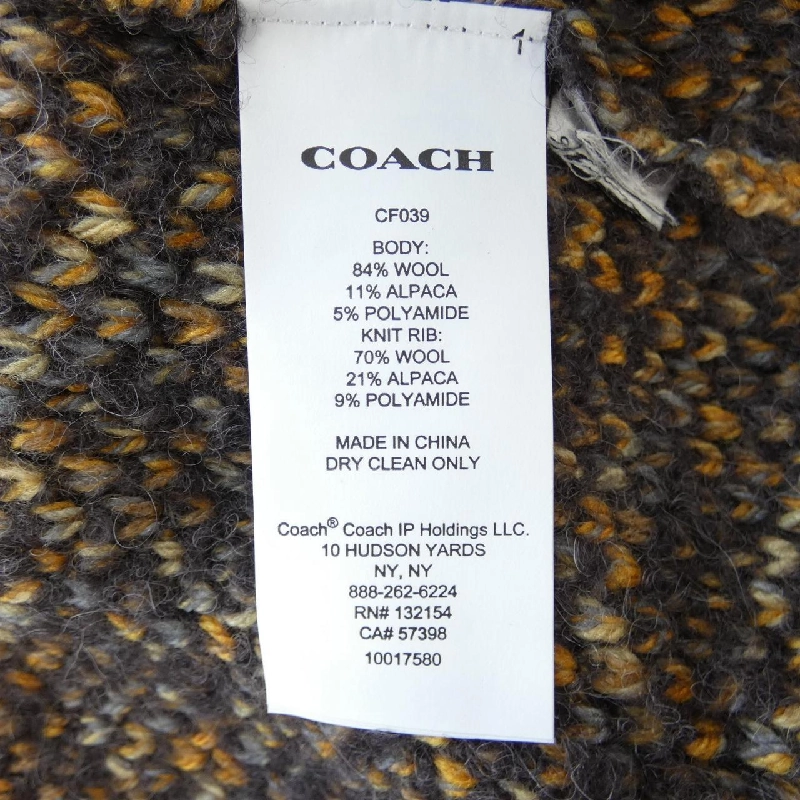 1
COACH
CF039
BODY:
84% WOOL
11% ALPACA
5% POLYAMIDE
KNIT RIB:
70% WOOL
21% ALPACA
9% POLYAMIDE
MADE IN CHINA
DRY CLEAN ONLY
Coach® Coach IP Holdings LLC.
10 HUDSON YARDS
NY, NY
888-262-6224
RN# 132154
CA# 57398
10017580